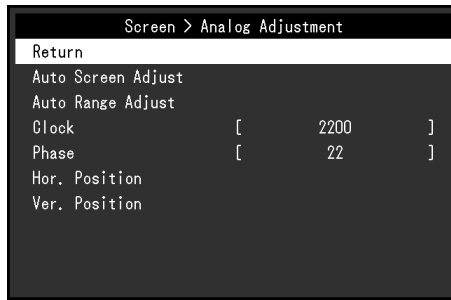 Screen > Analog Adjustment
Return
Auto Screen Adjust
Auto Range Adjust
Clock [ 2200 ]
Phase [ 22 ]
Hor. Position
Ver. Position